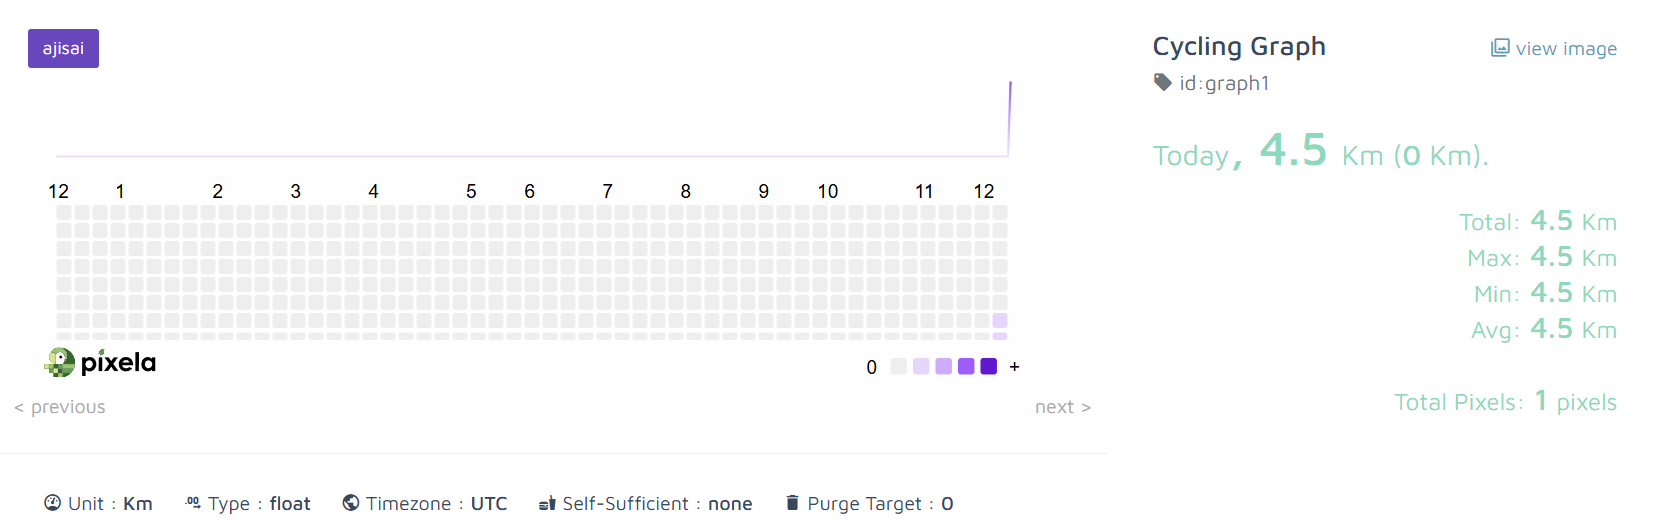 ajisai
12 1 2 3 4 5 6 7 8 9 10 11 12
pixela
0 +
< previous
next >
Unit : Km Type : float Timezone : UTC Self-Sufficient : none Purge Target : 0
Cycling Graph
view image
id:graph1
Today, 4.5 Km (0 Km).
Total: 4.5 Km
Max: 4.5 Km
Min: 4.5 Km
Avg: 4.5 Km
Total Pixels: 1 pixels